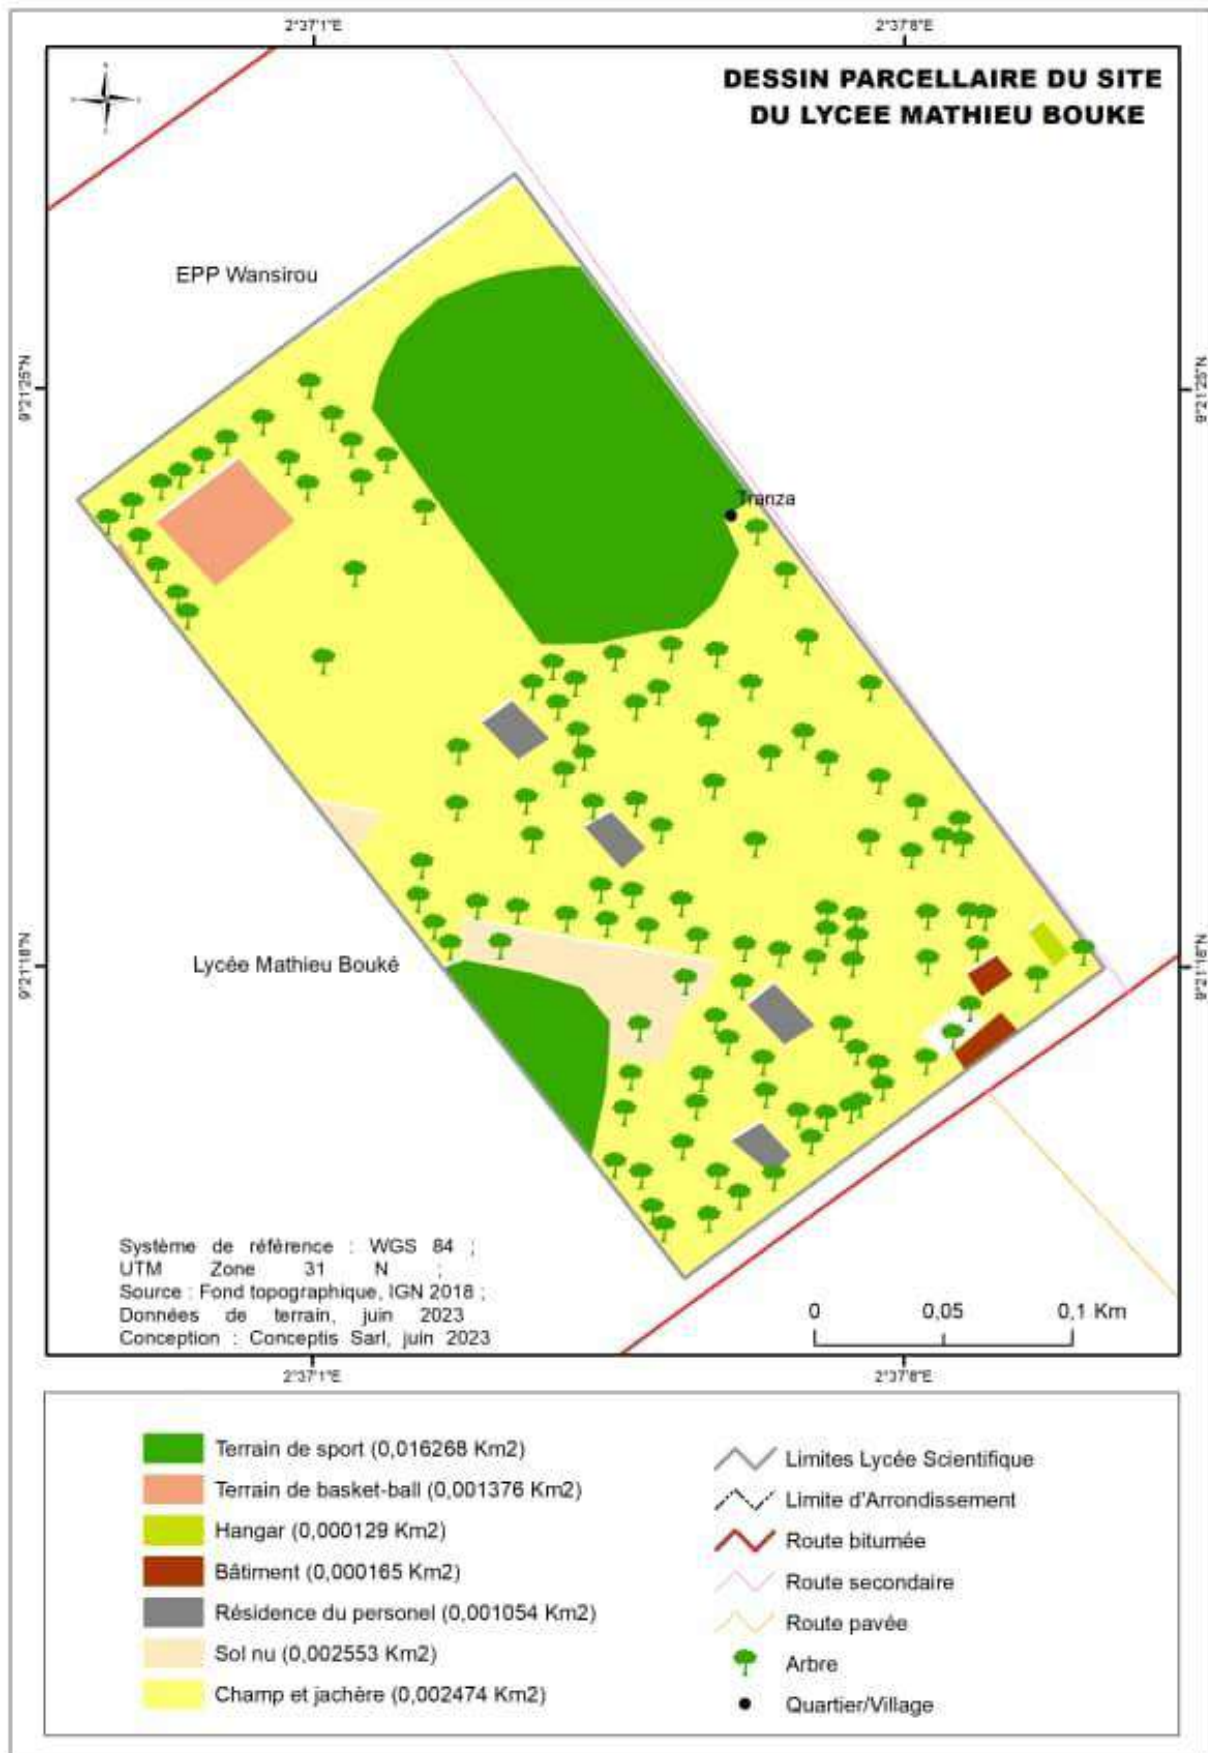 2°37'1"E
2°37'8"E
DESSIN PARCELLAIRE DU SITE
DU LYCEE MATHIEU BOUKE
EPP Wansirou
9°21'25"N
9°21'25"N
Tranza
Lycée Mathieu Bouké
9°21'18"N
9°21'18"N
Système de référence : WGS 84 ;
UTM Zone 31 N ;
Source : Fond topographique, IGN 2018 ;
Données de terrain, juin 2023
Conception : Conceptis Sarl, juin 2023
0 0,05 0,1 Km
2°37'1"E
2°37'8"E
Terrain de sport (0,016268 Km2)
Terrain de basket-ball (0,001376 Km2)
Hangar (0,000129 Km2)
Bâtiment (0,000165 Km2)
Résidence du personel (0,001054 Km2)
Sol nu (0,002553 Km2)
Champ et jachère (0,002474 Km2)
Limites Lycée Scientifique
Limite d'Arrondissement
Route bitumée
Route secondaire
Route pavée
Arbre
Quartier/Village